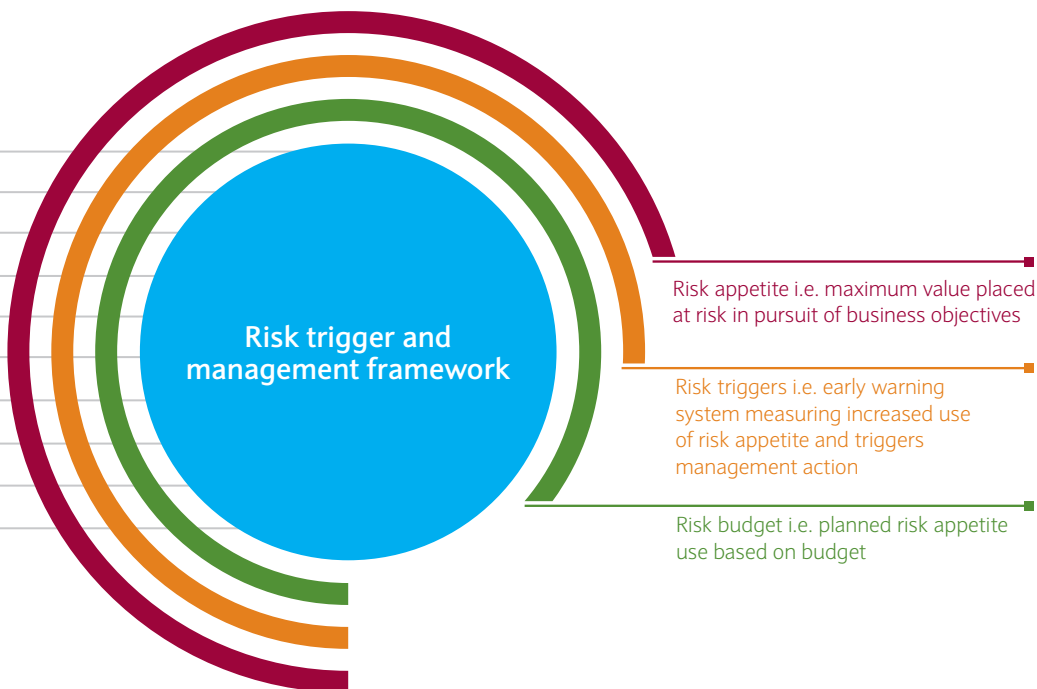 Risk trigger and
management framework
Risk appetite i.e. maximum value placed
at risk in pursuit of business objectives
Risk triggers i.e. early warning
system measuring increased use
of risk appetite and triggers
management action
Risk budget i.e. planned risk appetite
use based on budget